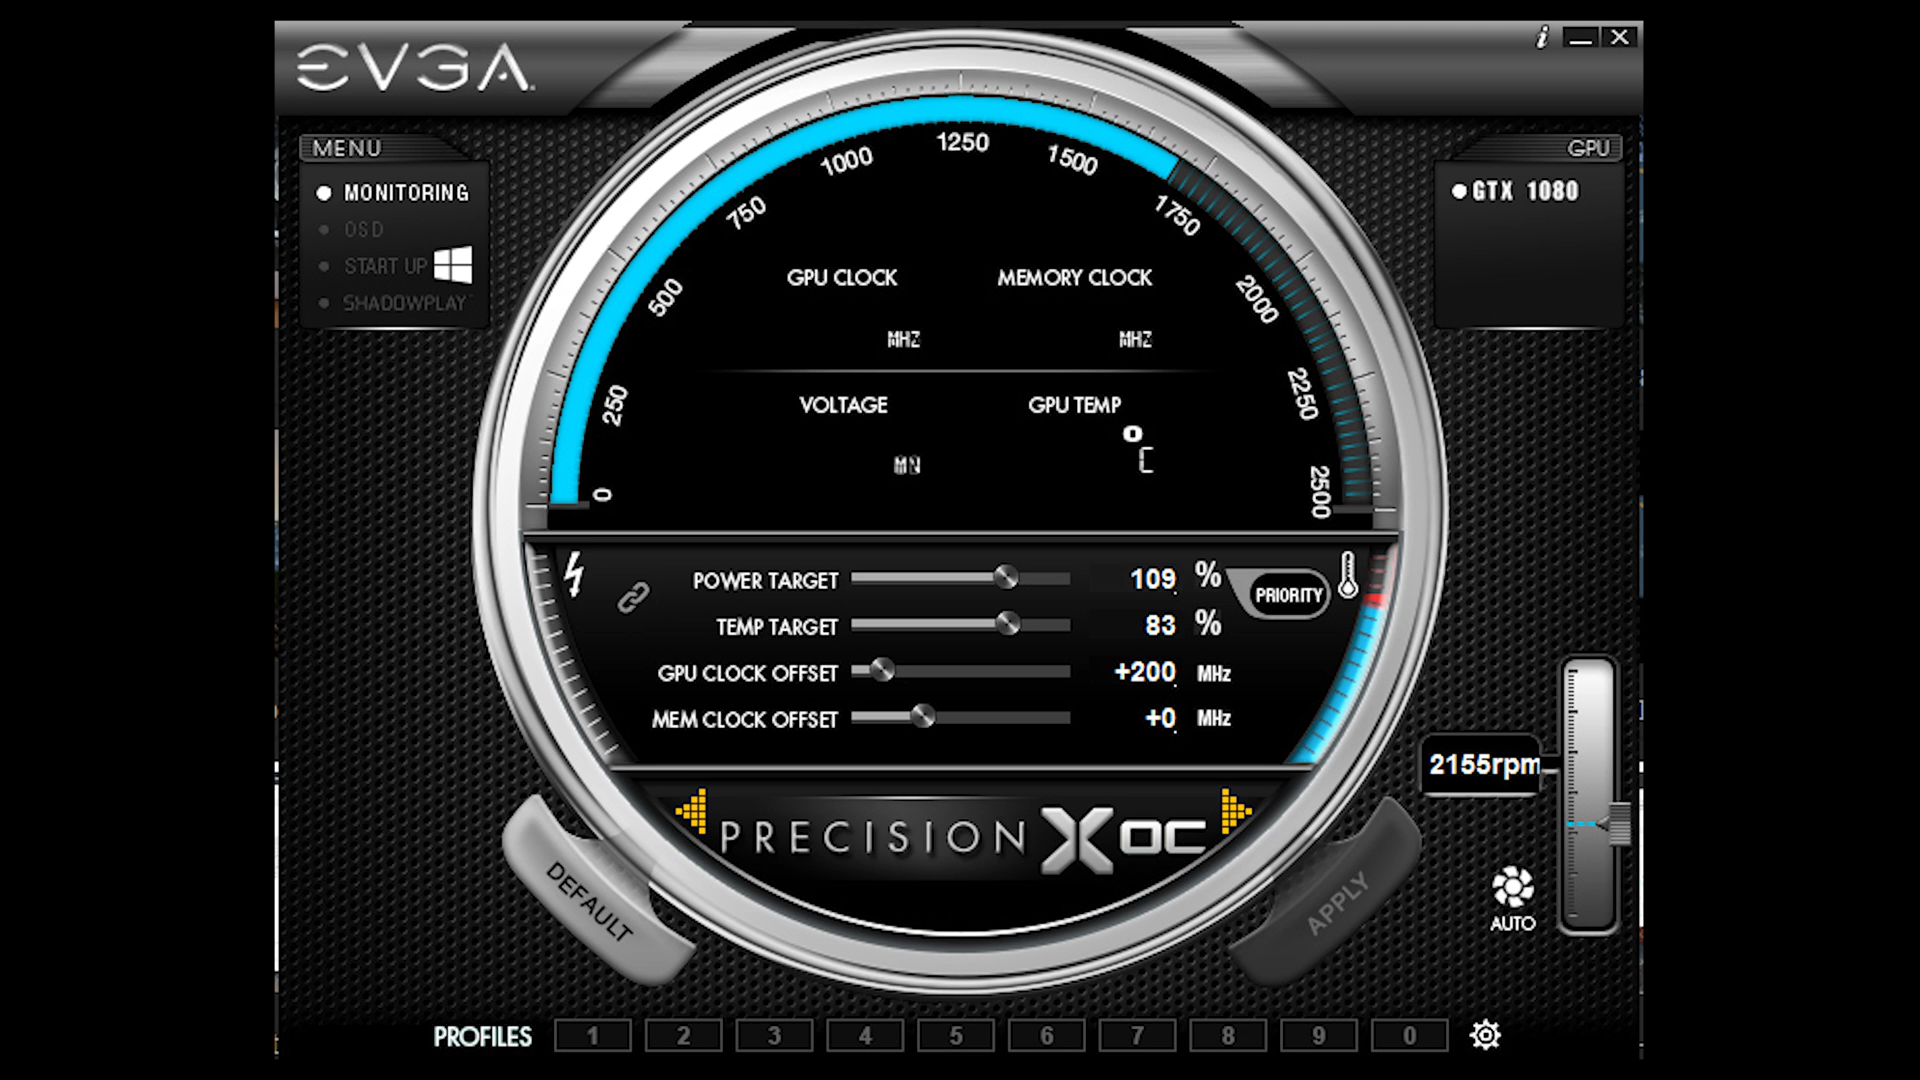 EVGA
i
MENU
MONITORING
OSD
START UP
SHADOWPLAY
GPU
GTX 1080
0
250
500
750
1000
1250
1500
1750
2000
2250
2500
GPU CLOCK
MEMORY CLOCK
MHZ
MHZ
VOLTAGE
GPU TEMP
°C
POWER TARGET 109 %
TEMP TARGET 83 %
GPU CLOCK OFFSET +200 MHz
MEM CLOCK OFFSET +0 MHz
PRIORITY
PRECISION XOC
DEFAULT
APPLY
2155rpm
AUTO
PROFILES 1 2 3 4 5 6 7 8 9 0